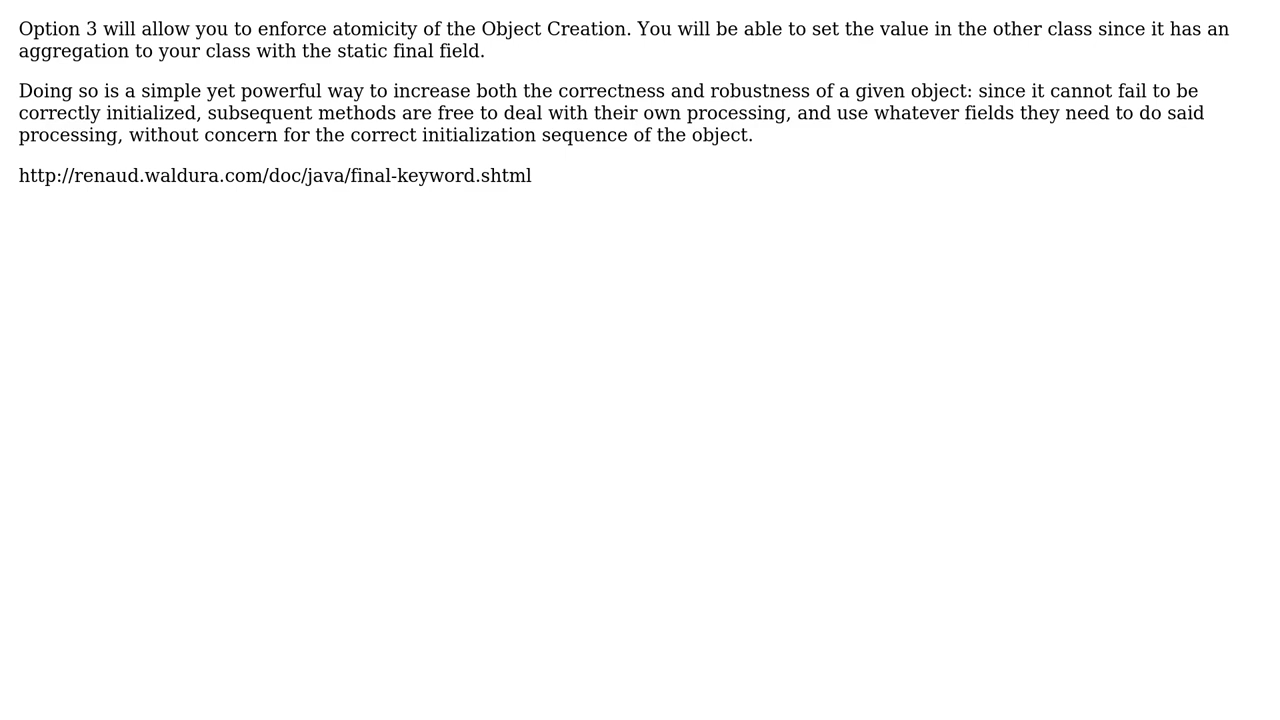 Option 3 will allow you to enforce atomicity of the Object Creation. You will be able to set the value in the other class since it has an
aggregation to your class with the static final field.
Doing so is a simple yet powerful way to increase both the correctness and robustness of a given object: since it cannot fail to be
correctly initialized, subsequent methods are free to deal with their own processing, and use whatever fields they need to do said
processing, without concern for the correct initialization sequence of the object.
http://renaud.waldura.com/doc/java/final-keyword.shtml